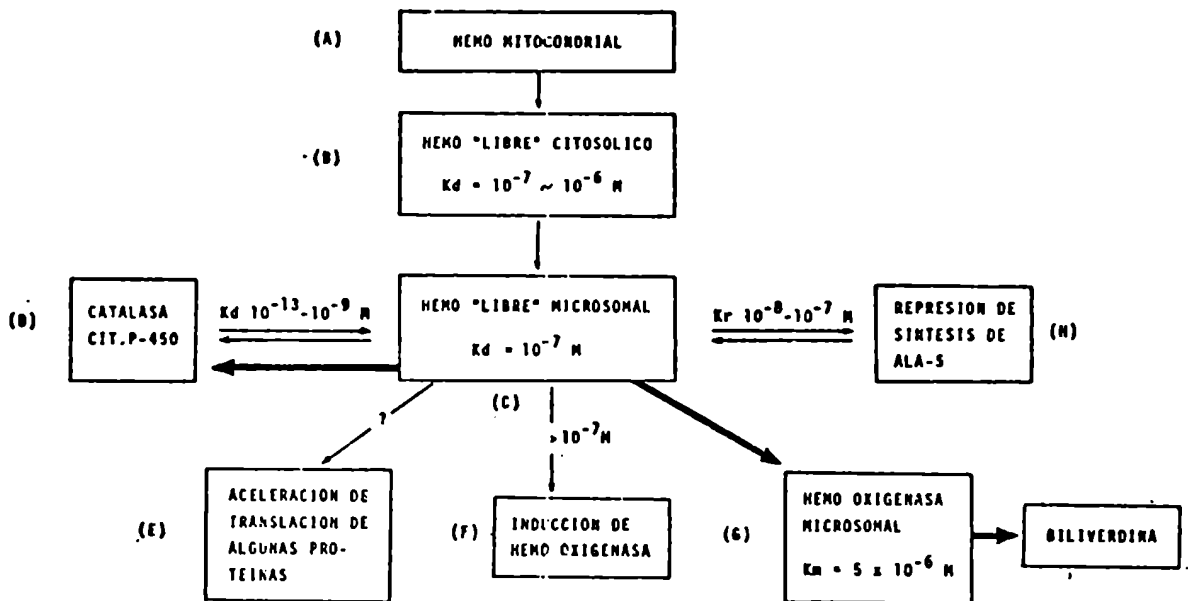 (A)
HEMO MITOCONDRIAL
(B)
HEMO "LIBRE" CITOSOLICO
Kd = 10-7 ~ 10-6 M
(D)
CATALASA
CIT.P-450
Kd 10-13-10-9 M
HEMO "LIBRE" MICROSOMAL
Kd = 10-7 M
Kr 10-8-10-7 M
REPRESION DE
SINTESIS DE
ALA-S
(H)
(C)
?
>10-7M
(E)
ACELERACION DE
TRANSLACION DE
ALGUNAS PRO-
TEINAS
(F)
INDUCCION DE
HEMO OXIGENASA
(G)
HEMO OXIGENASA
MICROSOMAL
Km = 5 x 10-6 M
BILIVERDINA